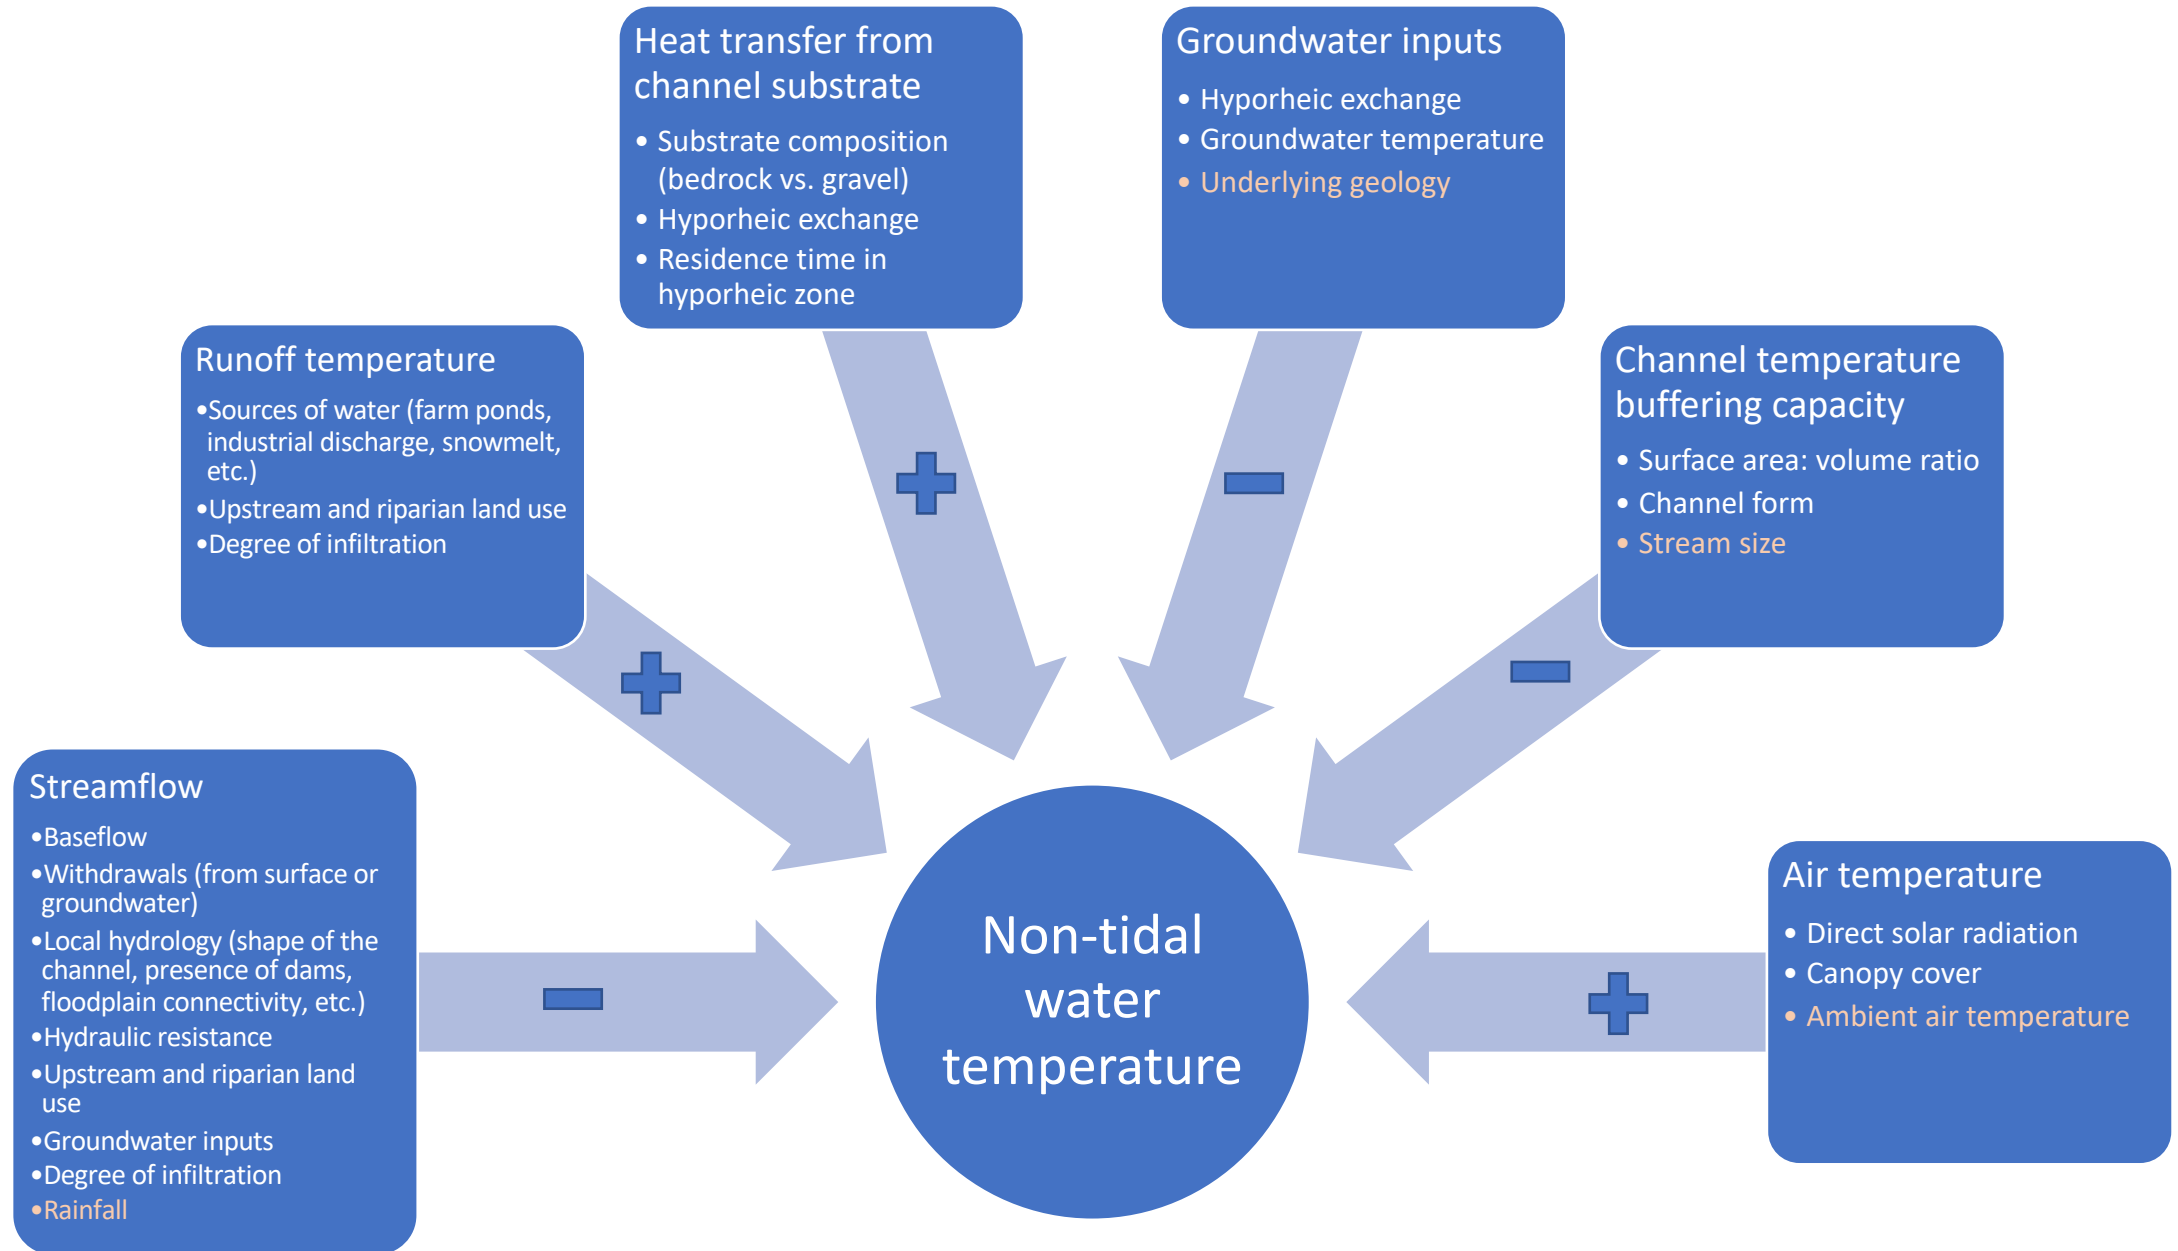 Heat transfer from
channel substrate
• Substrate composition
(bedrock vs. gravel)
• Hyporheic exchange
• Residence time in
hyporheic zone
Groundwater inputs
• Hyporheic exchange
• Groundwater temperature
• Underlying geology
Runoff temperature
•Sources of water (farm ponds,
industrial discharge, snowmelt,
etc.)
•Upstream and riparian land use
•Degree of infiltration
Channel temperature
buffering capacity
• Surface area: volume ratio
• Channel form
• Stream size
Streamflow
•Baseflow
•Withdrawals (from surface or
groundwater)
•Local hydrology (shape of the
channel, presence of dams,
floodplain connectivity, etc.)
•Hydraulic resistance
•Upstream and riparian land
use
•Groundwater inputs
•Degree of infiltration
•Rainfall
Non-tidal
water
temperature
Air temperature
• Direct solar radiation
• Canopy cover
• Ambient air temperature